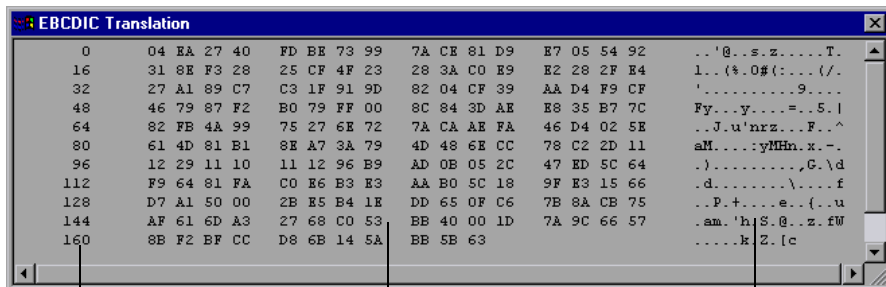 EBCDIC Translation
0 04 EA 27 40 FD BE 73 99 7A CE 81 D9 E7 05 54 92 ..'@..s.z.....T.
16 31 8E F3 28 25 CF 4F 23 28 3A C0 E9 E2 28 2F E4 1..(%.O#(:...(/.
32 27 A1 89 C7 C3 1F 91 9D 82 04 CF 39 AA D4 F9 CF '..........9....
48 46 79 87 F2 B0 79 FF 00 8C 84 3D AE E8 35 B7 7C Fy...y....=..5.|
64 82 FB 4A 99 75 27 6E 72 7A CA AE FA 46 D4 02 5E ..J.u'nrz...F..^
80 61 4D 81 B1 8E A7 3A 79 4D 48 6E CC 78 C2 2D 11 aM....:yMHn.x.-.
96 12 29 11 10 11 12 96 B9 AD 0B 05 2C 47 ED 5C 64 .).........,G.\d
112 F9 64 81 FA C0 E6 B3 E3 AA B0 5C 18 9F E3 15 66 .d........\....f
128 D7 A1 50 00 2B E5 B4 1E DD 65 0F C6 7B 8A CB 75 ..P.+....e..{..u
144 AF 61 6D A3 27 68 C0 53 BB 40 00 1D 7A 9C 66 57 .am.'h.S.@..z.fW
160 8B F2 BF CC D8 6B 14 5A BB 5B 63 .....k.Z.[c